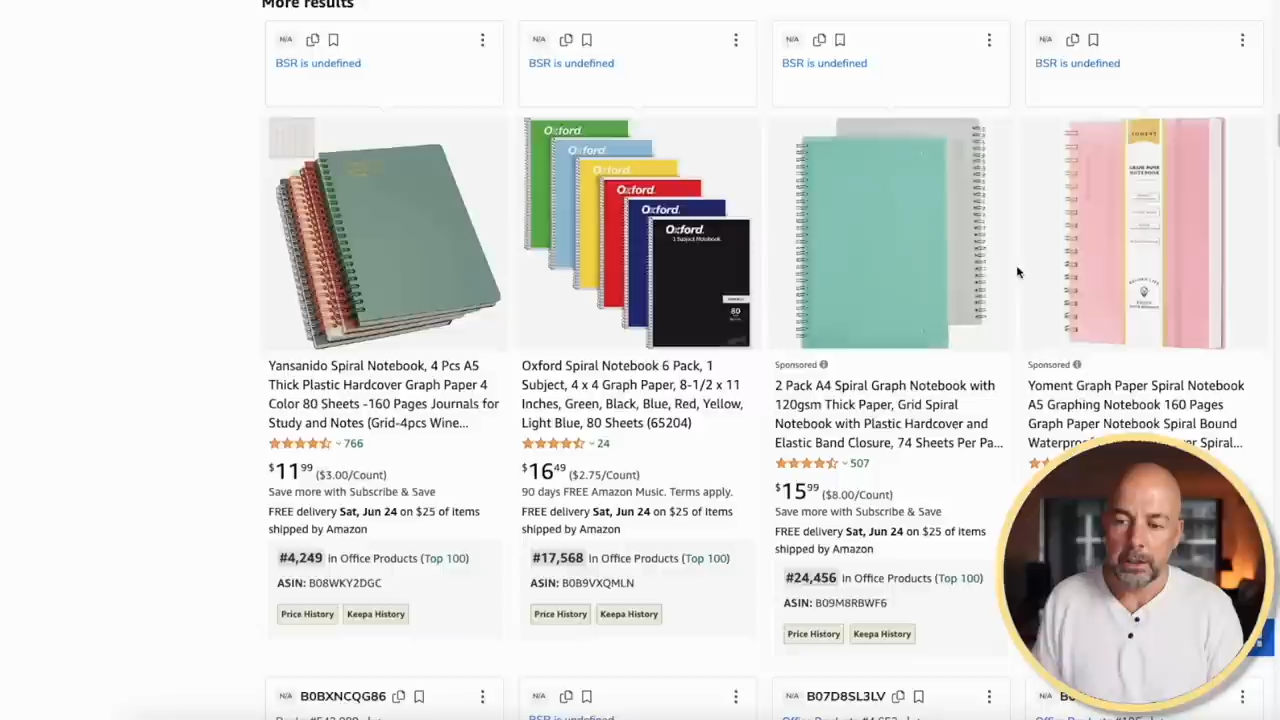 More results
N/A
BSR is undefined
N/A
BSR is undefined
N/A
BSR is undefined
N/A
BSR is undefined
Oxford
Oxford
Oxford
Oxford
Oxford
1 Subject Notebook
80
Yansanido Spiral Notebook, 4 Pcs A5
Thick Plastic Hardcover Graph Paper 4
Color 80 Sheets -160 Pages Journals for
Study and Notes (Grid-4pcs Wine...
766
$11 99 ($3.00/Count)
Save more with Subscribe & Save
FREE delivery Sat, Jun 24 on $25 of items
shipped by Amazon
#4,249 in Office Products (Top 100)
ASIN: B08WKY2DGC
Price History Keepa History
Oxford Spiral Notebook 6 Pack, 1
Subject, 4 x 4 Graph Paper, 8-1/2 x 11
Inches, Green, Black, Blue, Red, Yellow,
Light Blue, 80 Sheets (65204)
24
$16 49 ($2.75/Count)
90 days FREE Amazon Music. Terms apply.
FREE delivery Sat, Jun 24 on $25 of items
shipped by Amazon
#17,568 in Office Products (Top 100)
ASIN: B0B9VXQMLN
Price History Keepa History
Sponsored
2 Pack A4 Spiral Graph Notebook with
120gsm Thick Paper, Grid Spiral
Notebook with Plastic Hardcover and
Elastic Band Closure, 74 Sheets Per Pa...
507
$15 99 ($8.00/Count)
Save more with Subscribe & Save
FREE delivery Sat, Jun 24 on $25 of items
shipped by Amazon
#24,456 in Office Products (Top 100)
ASIN: B09M8RBWF6
Price History Keepa History
Sponsored
Yoment Graph Paper Spiral Notebook
A5 Graphing Notebook 160 Pages
Graph Paper Notebook Spiral Bound
Spiral...
N/A B0BXNCQG86
N/A
BSR is undefined
N/A B07D8SL3LV
N/A